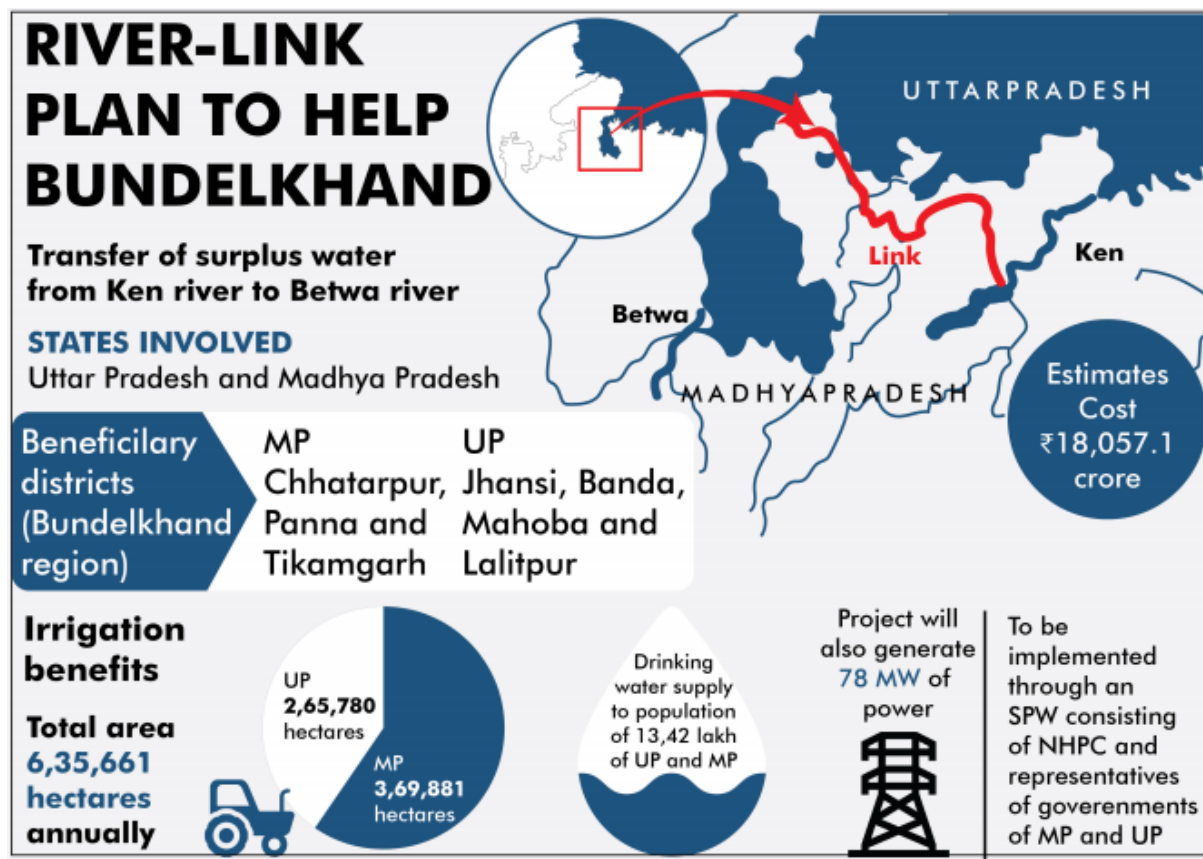 RIVER-LINK
PLAN TO HELP
BUNDELKHAND
Transfer of surplus water
from Ken river to Betwa river
STATES INVOLVED
Uttar Pradesh and Madhya Pradesh
UTTARPRADESH
Link
Ken
Betwa
MADHYAPRADESH
Estimates
Cost
₹18,057.1
crore
Beneficilary
districts
(Bundelkhand
region)
MP
Chhatarpur,
Panna and
Tikamgarh
UP
Jhansi, Banda,
Mahoba and
Lalitpur
Irrigation
benefits
Total area
6,35,661
hectares
annually
UP
2,65,780
hectares
MP
3,69,881
hectares
Drinking
water supply
to population
of 13,42 lakh
of UP and MP
Project will
also generate
78 MW of
power
To be
implemented
through an
SPW consisting
of NHPC and
representatives
of goverenments
of MP and UP